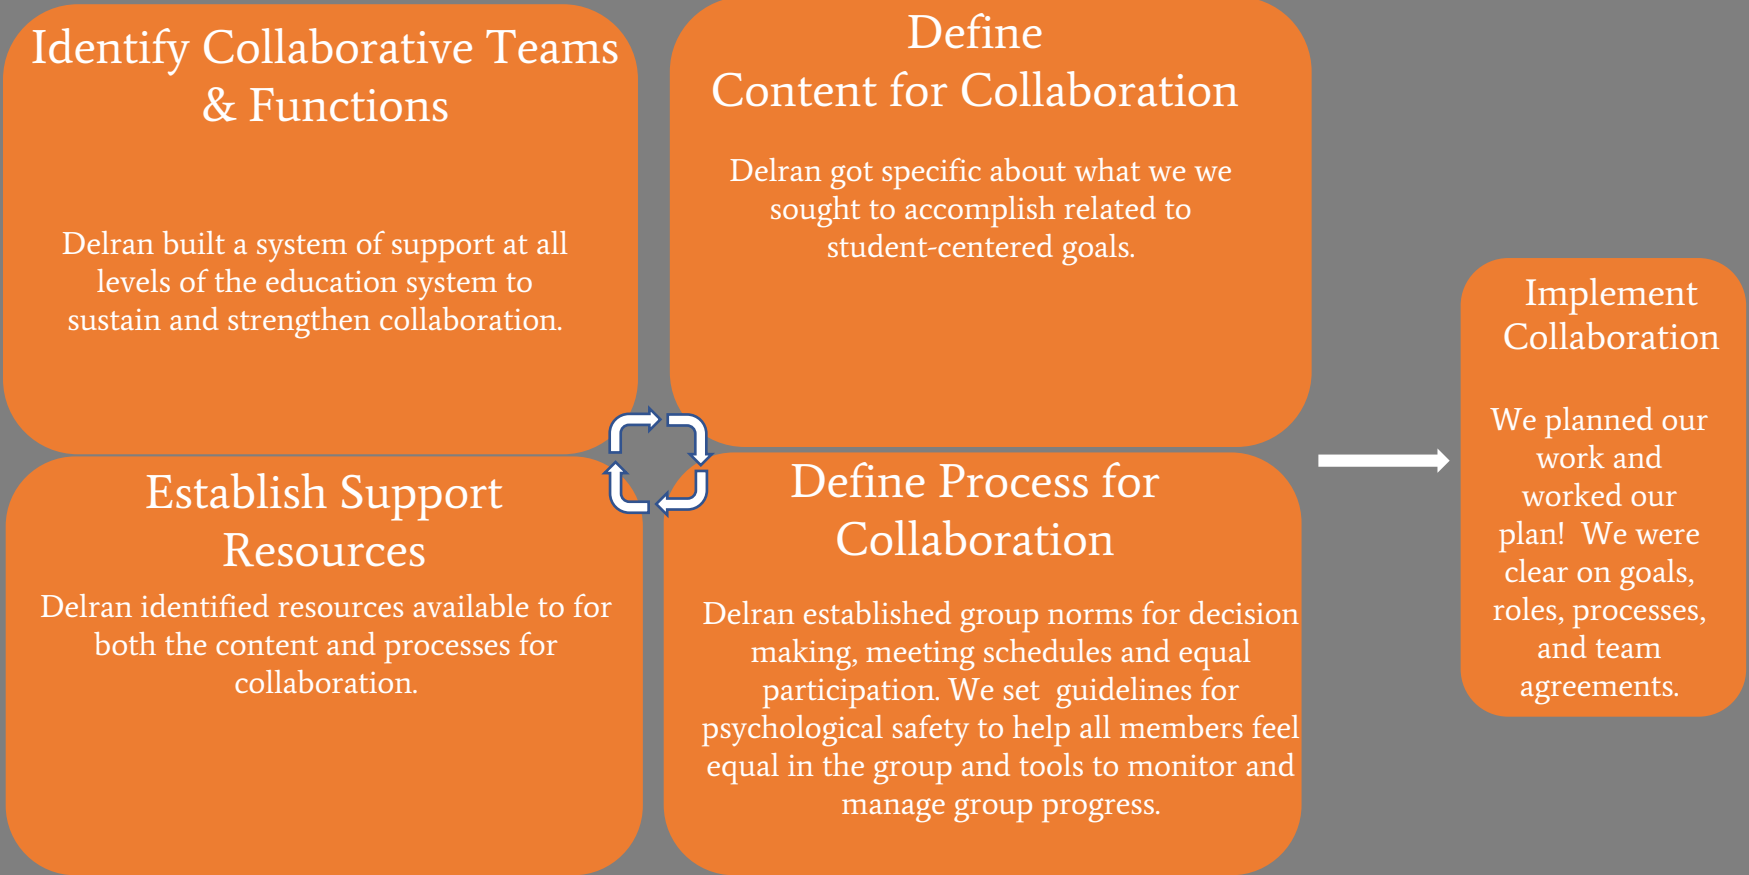 Identify Collaborative Teams
& Functions
Delran built a system of support at all
levels of the education system to
sustain and strengthen collaboration.
Define
Content for Collaboration
Delran got specific about what we we
sought to accomplish related to
student-centered goals.
Establish Support
Resources
Delran identified resources available to for
both the content and processes for
collaboration.
Define Process for
Collaboration
Delran established group norms for decision
making, meeting schedules and equal
participation. We set  guidelines for
psychological safety to help all members feel
equal in the group and tools to monitor and
manage group progress.
Implement
Collaboration
We planned our
work and
worked our
plan!  We were
clear on goals,
roles, processes,
and team
agreements.